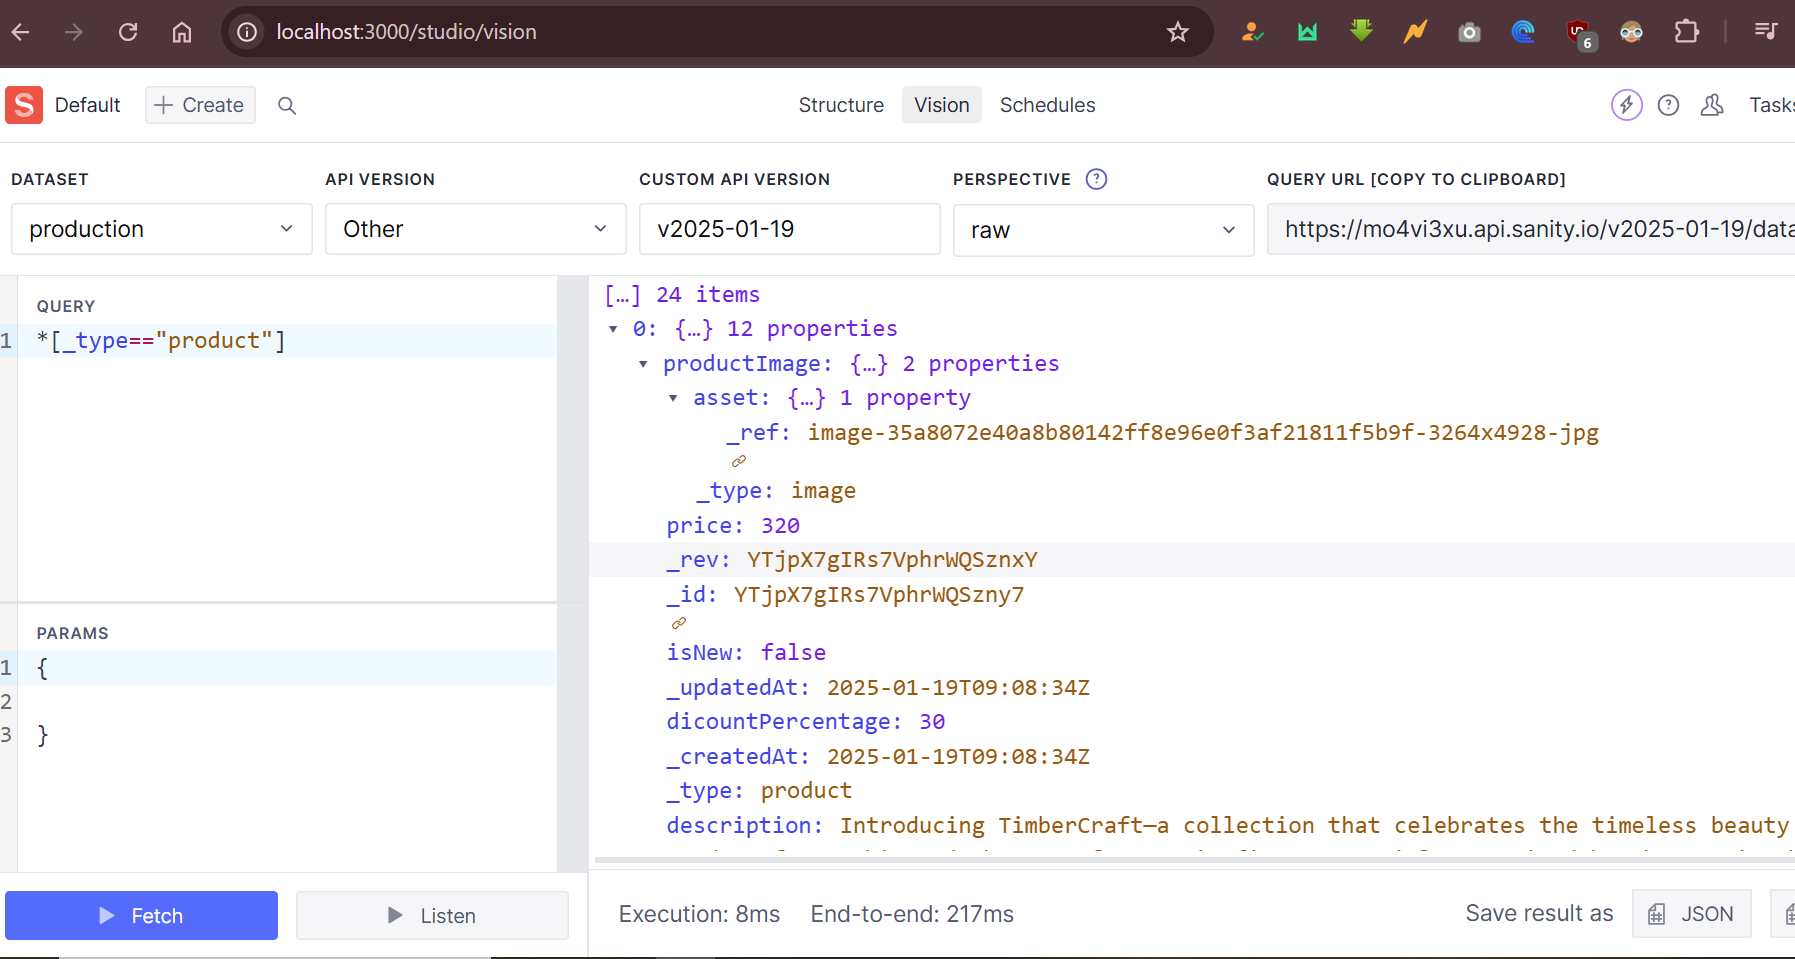 localhost:3000/studio/vision
6
S Default + Create Structure Vision Schedules Tasks
DATASET API VERSION CUSTOM API VERSION PERSPECTIVE ? QUERY URL [COPY TO CLIPBOARD]
production Other v2025-01-19 raw https://mo4vi3xu.api.sanity.io/v2025-01-19/data
QUERY
1 *[_type=="product"]
PARAMS
1 {
2
3 }
[…] 24 items
0: {…} 12 properties
productImage: {…} 2 properties
asset: {…} 1 property
_ref: image-35a8072e40a8b80142ff8e96e0f3af21811f5b9f-3264x4928-jpg
_type: image
price: 320
_rev: YTjpX7gIRs7VphrWQSznxY
_id: YTjpX7gIRs7VphrWQSzny7
isNew: false
_updatedAt: 2025-01-19T09:08:34Z
dicountPercentage: 30
_createdAt: 2025-01-19T09:08:34Z
_type: product
description: Introducing TimberCraft—a collection that celebrates the timeless beauty
Fetch Listen Execution: 8ms End-to-end: 217ms Save result as JSON